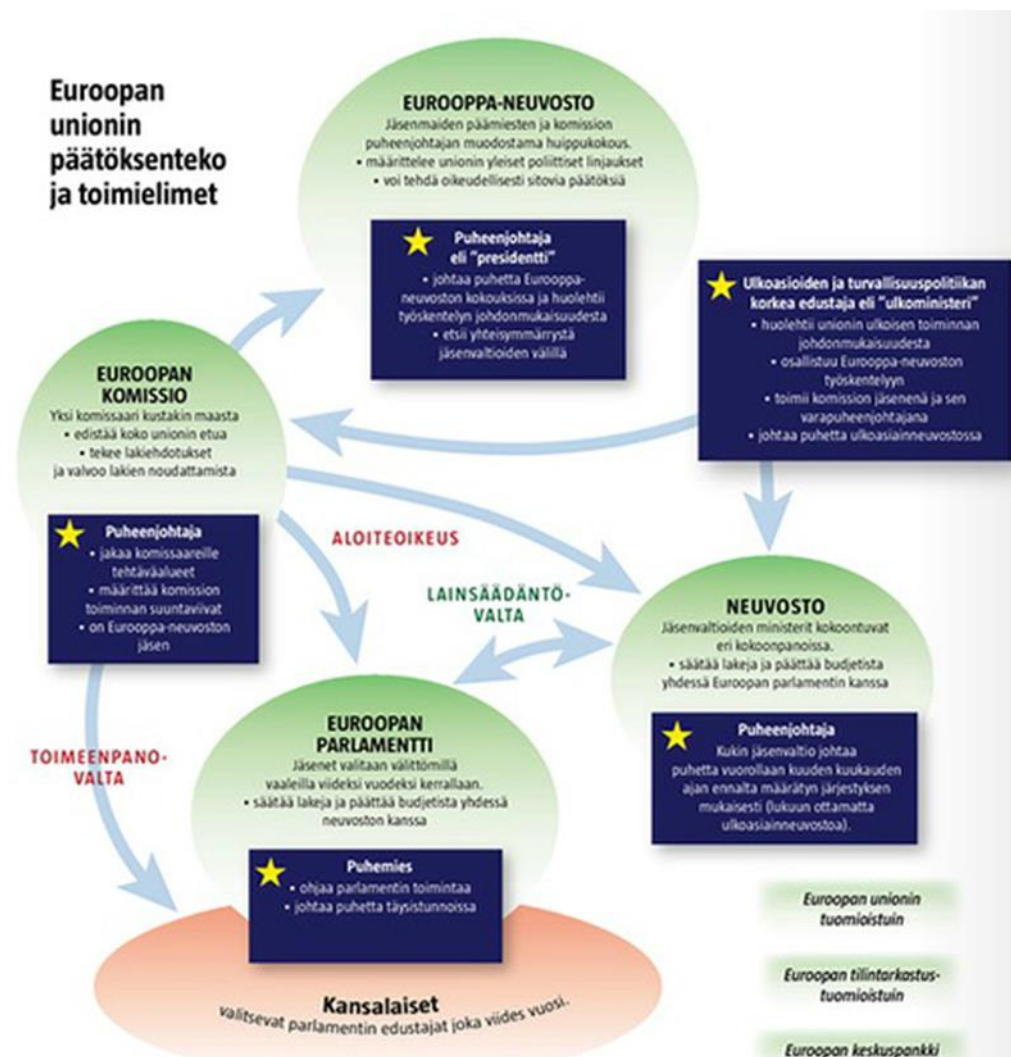 Euroopan
unionin
päätöksenteko
ja toimielimet
EUROOPPA-NEUVOSTO
Jäsenmaiden päämiesten ja komission
puheenjohtajan muodostama huippukokous.
• määrittelee unionin yleiset poliittiset linjaukset
• voi tehdä oikeudellisesti sitovia päätöksiä
Puheenjohtaja
eli "presidentti"
• johtaa puhetta Eurooppa-
neuvoston kokouksissa ja huolehtii
työskentelyn johdonmukaisuudesta
• etsii yhteisymmärrystä
jäsenvaltioiden välillä
Ulkoasioiden ja turvallisuuspolitiikan
korkea edustaja eli "ulkoministeri"
• huolehtii unionin ulkoisen toiminnan
johdonmukaisuudesta
• osallistuu Eurooppa-neuvoston
työskentelyyn
• toimii komission jäsenenä ja sen
varapuheenjohtajana
• johtaa puhetta ulkoasiainneuvostossa
EUROOPAN
KOMISSIO
Yksi komissaari kustakin maasta
• edistää koko unionin etua
• tekee lakiehdotukset
ja valvoo lakien noudattamista
Puheenjohtaja
• jakaa komissaareille
tehtäväalueet
• määrittää komission
toiminnan suuntaviivat
• on Eurooppa-neuvoston
jäsen
ALOITEOIKEUS
LAINSÄÄDÄNTÖ-
VALTA
NEUVOSTO
Jäsenvaltioiden ministerit kokoontuvat
eri kokoonpanoissa.
• säätää lakeja ja päättää budjetista
yhdessä Euroopan parlamentin kanssa
Puheenjohtaja
Kukin jäsenvaltio johtaa
puhetta vuorollaan kuuden kuukauden
ajan ennalta määrätyn järjestyksen
mukaisesti (lukuun ottamatta
ulkoasiainneuvostoa).
TOIMEENPANO-
VALTA
EUROOPAN
PARLAMENTTI
Jäsenet valitaan välittömillä
vaaleilla viideksi vuodeksi kerrallaan.
• säätää lakeja ja päättää budjetista yhdessä
neuvoston kanssa
Puhemies
• ohjaa parlamentin toimintaa
• johtaa puhetta täysistunnoissa
Kansalaiset
valitsevat parlamentin edustajat joka viides vuosi.
Euroopan unionin
tuomioistuin
Euroopan tilintarkastus-
tuomioistuin
Euroopan keskuspankki